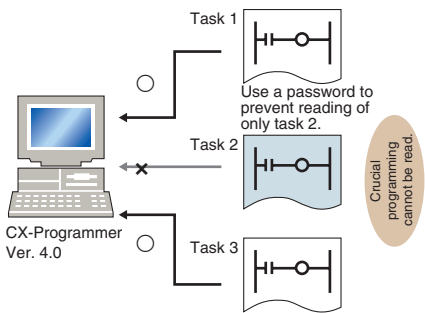 Task 1
Use a password to
prevent reading of
only task 2.
Task 2
Crucial
programming
cannot be read.
CX-Programmer
Ver. 4.0
Task 3